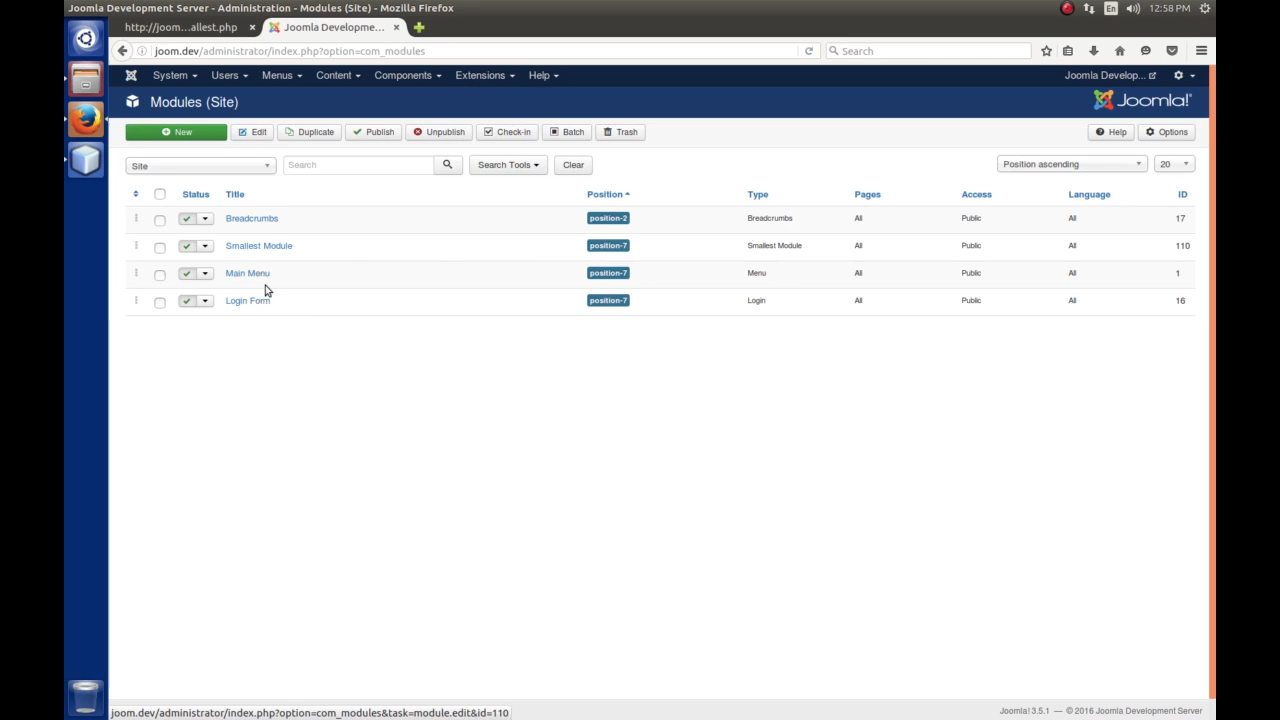 Joomla Development Server - Administration - Modules (Site) - Mozilla Firefox
En 12:58 PM
http://joom...allest.php × Joomla Developme... ×
joom.dev/administrator/index.php?option=com_modules Search
System Users Menus Content Components Extensions Help Joomla Develop...
Modules (Site) Joomla!®
New Edit Duplicate Publish Unpublish Check-in Batch Trash Help Options
Site Search Search Tools Clear Position ascending 20
Status Title Position Type Pages Access Language ID
Breadcrumbs position-2 Breadcrumbs All Public All 17
Smallest Module position-7 Smallest Module All Public All 110
Main Menu position-7 Menu All Public All 1
Login Form position-7 Login All Public All 16
joom.dev/administrator/index.php?option=com_modules&task=module.edit&id=110 Joomla! 3.5.1 — © 2016 Joomla Development Server